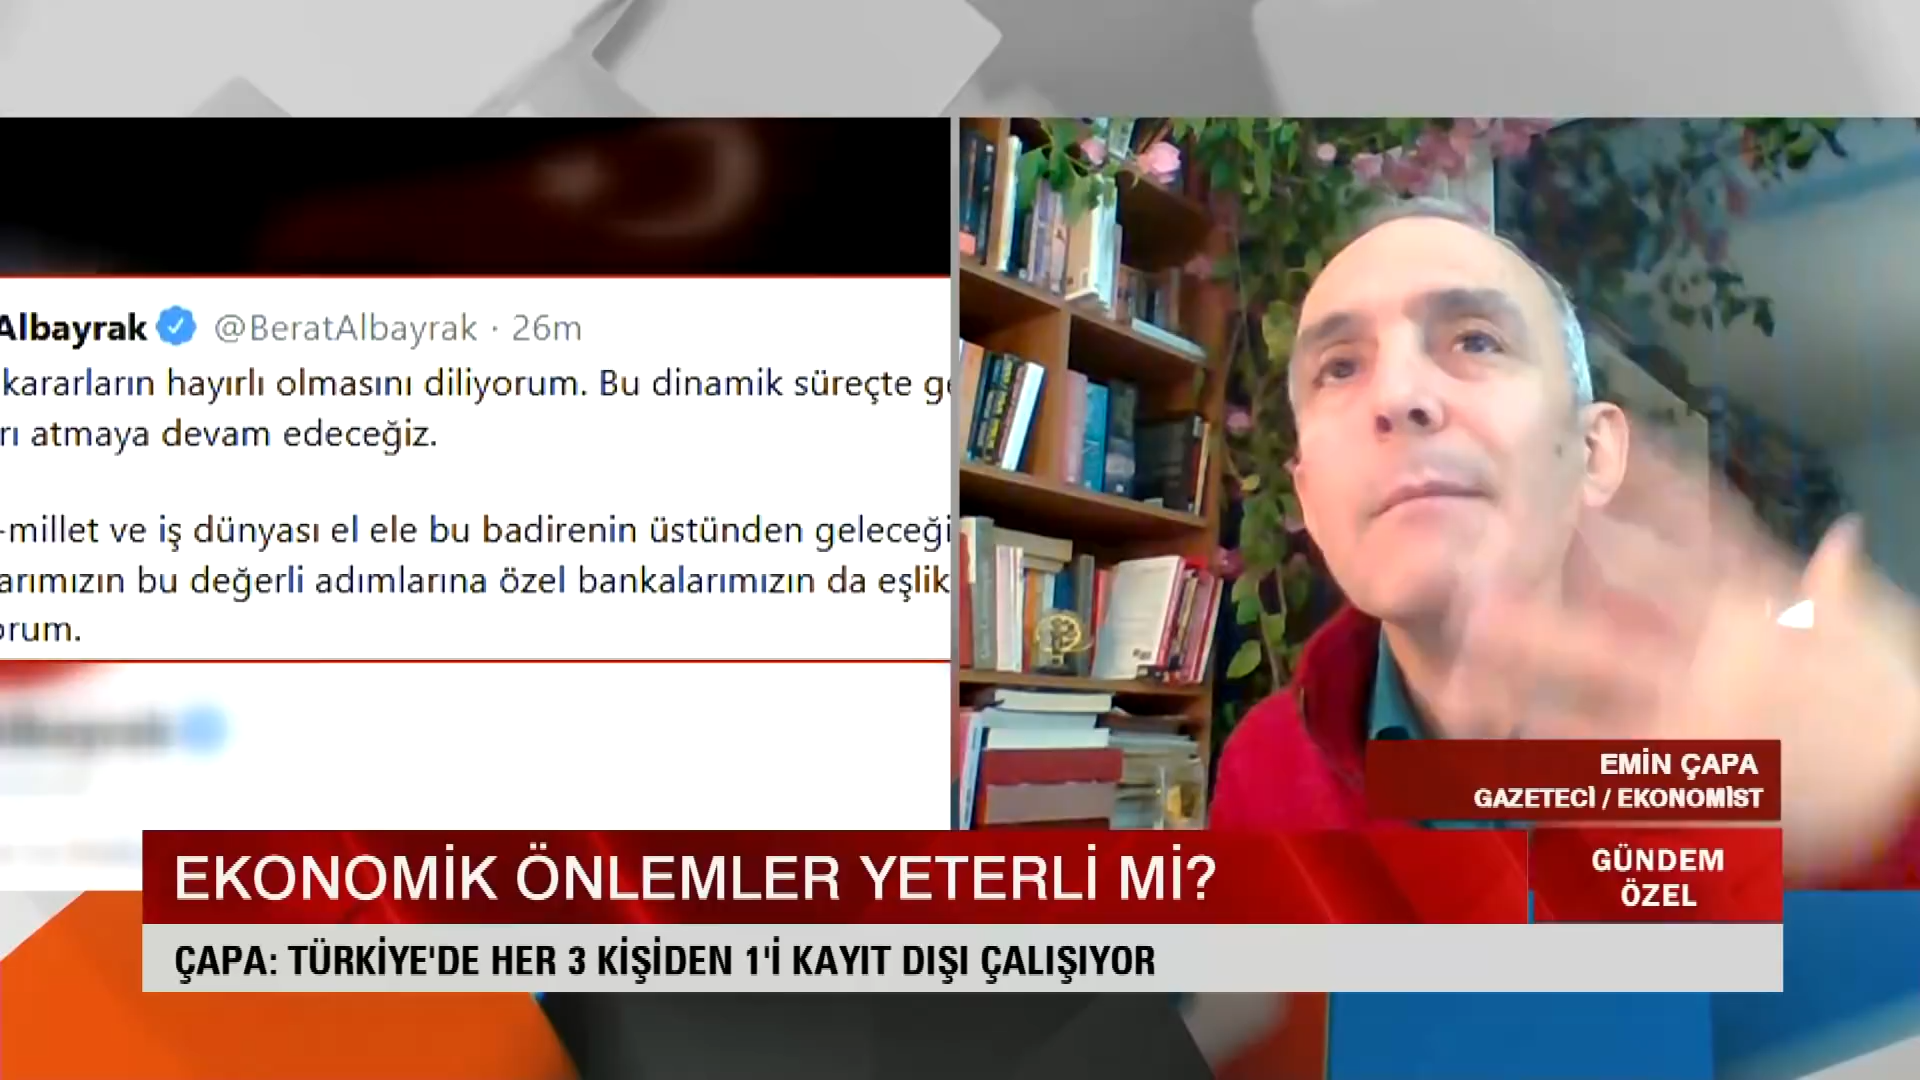 Albayrak @BeratAlbayrak · 26m
kararların hayırlı olmasını diliyorum. Bu dinamik süreçte
atmaya devam edeceğiz.
-millet ve iş dünyası el ele bu badirenin üstünden geleceği
arımızın bu değerli adımlarına özel bankalarımızın da eşlik
orum.
EMİN ÇAPA
GAZETECİ / EKONOMİST
EKONOMİK ÖNLEMLER YETERLİ Mİ?
GÜNDEM
ÖZEL
ÇAPA: TÜRKİYE'DE HER 3 KİŞİDEN 1'İ KAYIT DIŞI ÇALIŞIYOR